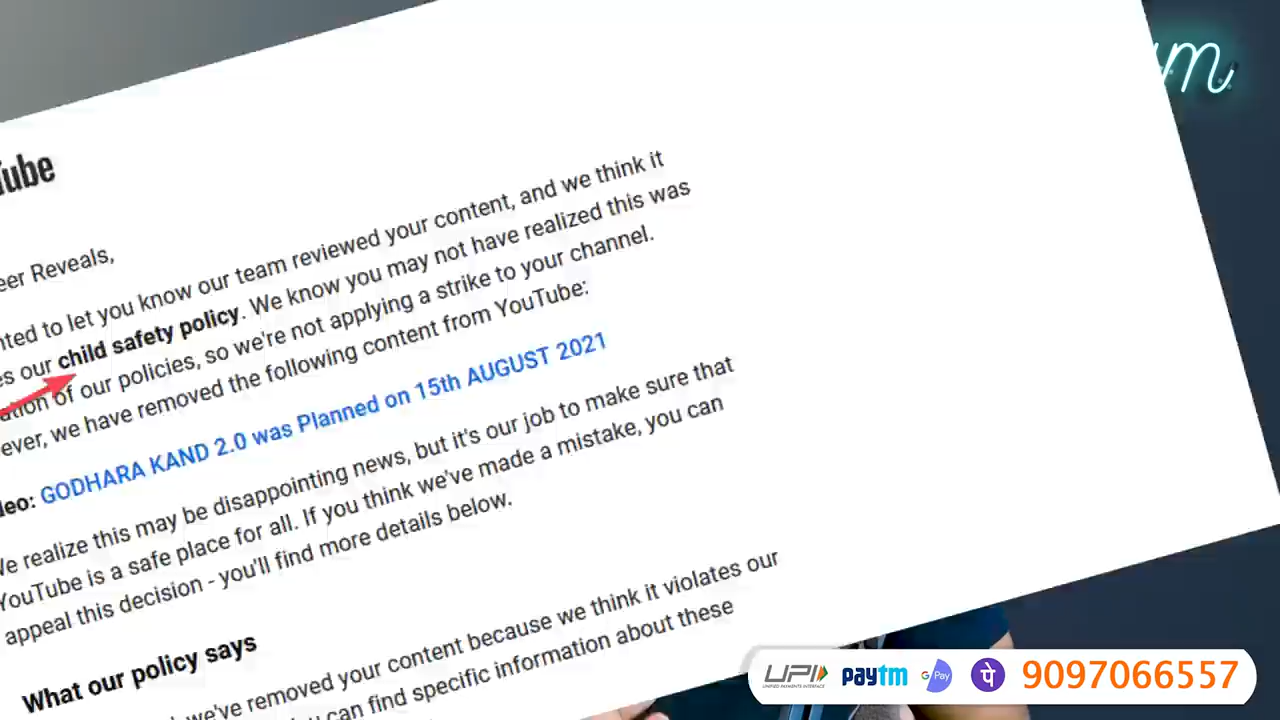 Tube
eer Reveals,
nted to let you know our team reviewed your content, and we think it
es our child safety policy. We know you may not have realized this was
ation of our policies, so we're not applying a strike to your channel.
ever, we have removed the following content from YouTube:
leo: GODHARA KAND 2.0 was Planned on 15th AUGUST 2021
We realize this may be disappointing news, but it's our job to make sure that
YouTube is a safe place for all. If you think we've made a mistake, you can
appeal this decision - you'll find more details below.
What our policy says
we've removed your content because we think it violates our
can find specific information about these
UPI UNIFIED PAYMENTS INTERFACE paytm G Pay पे 9097066557